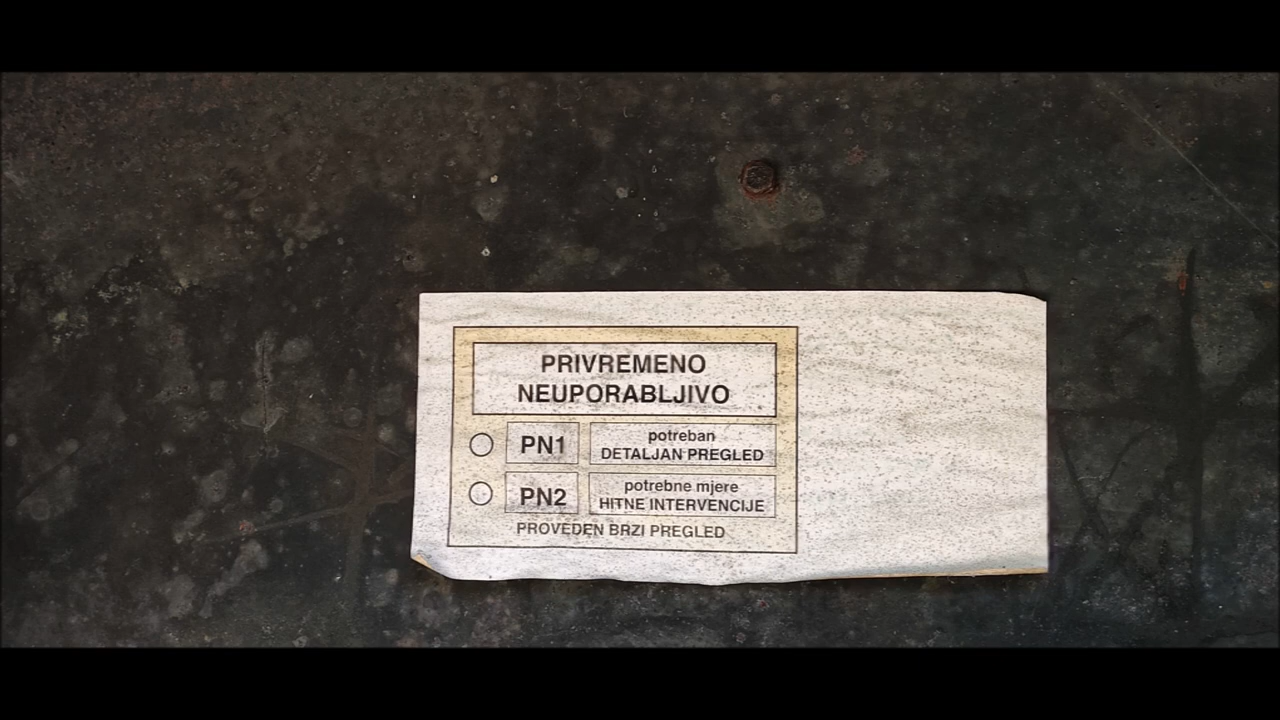 PRIVREMENO
NEUPORABLJIVO
PN1
potreban
DETALJAN PREGLED
PN2
potrebne mjere
HITNE INTERVENCIJE
PROVEDEN BRZI PREGLED